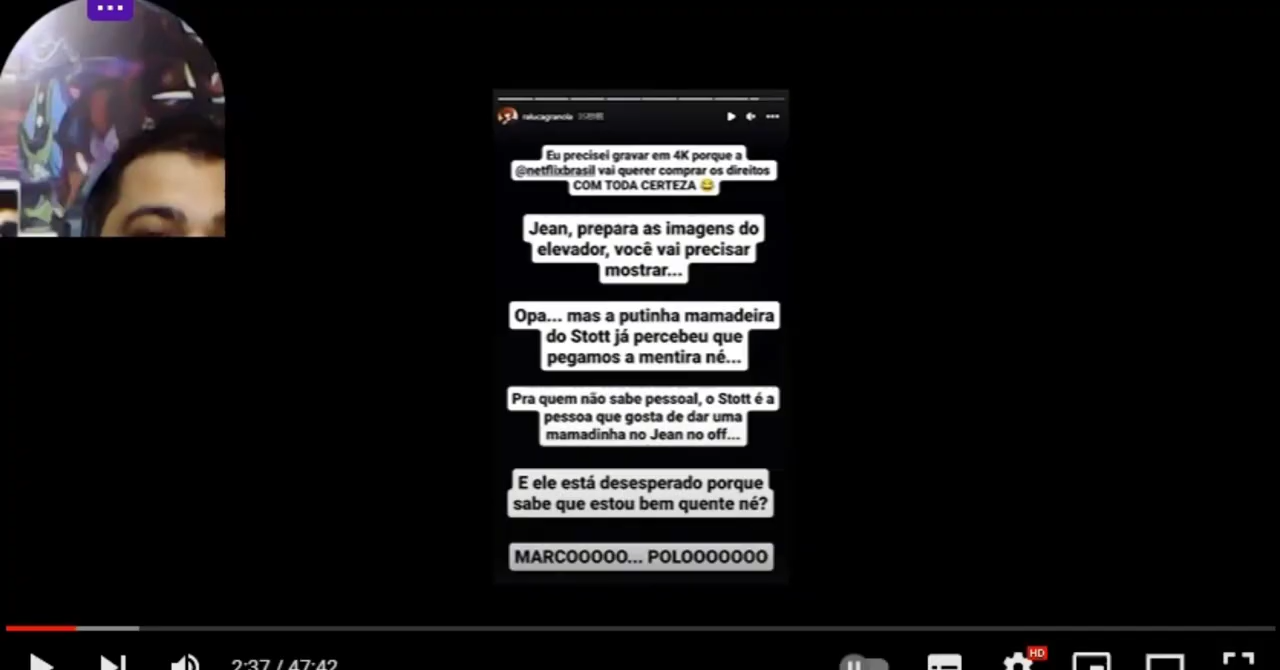 ralucagranola
Eu precisei gravar em 4K porque a
@netflixbrasil vai querer comprar os direitos
COM TODA CERTEZA 😂
Jean, prepara as imagens do
elevador, você vai precisar
mostrar...
Opa... mas a putinha mamadeira
do Stott já percebeu que
pegamos a mentira né...
Pra quem não sabe pessoal, o Stott é a
pessoa que gosta de dar uma
mamadinha no Jean no off...
E ele está desesperado porque
sabe que estou bem quente né?
MARCOOOOO... POLOOOOOOO
2:37 / 47:42
HD